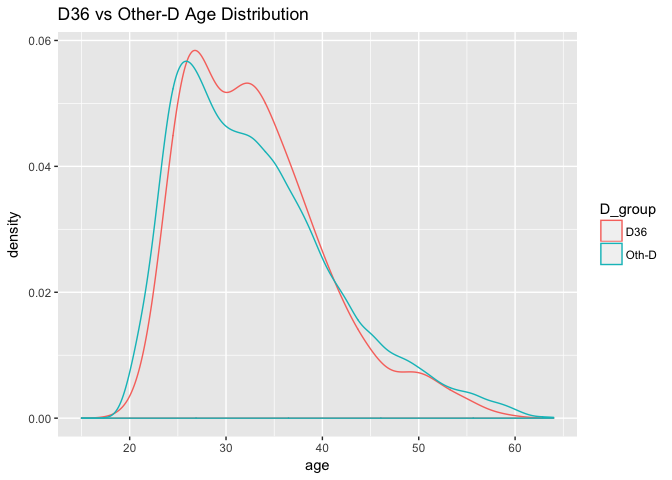 D36 vs Other-D Age Distribution
0.06
0.04
0.02
0.00
density
20 30 40 50 60
age
D_group
D36
Oth-D